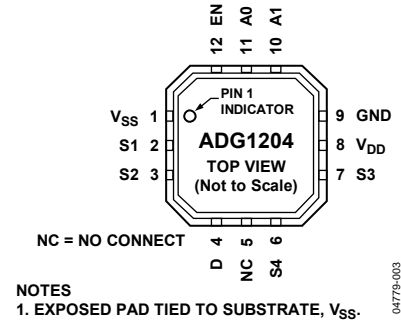 12 EN
11 A0
10 A1
PIN 1
INDICATOR
VSS 1
S1 2
S2 3
ADG1204
TOP VIEW
(Not to Scale)
9 GND
8 VDD
7 S3
NC = NO CONNECT
D 4
NC 5
S4 6
NOTES
1. EXPOSED PAD TIED TO SUBSTRATE, VSS.
04779-003